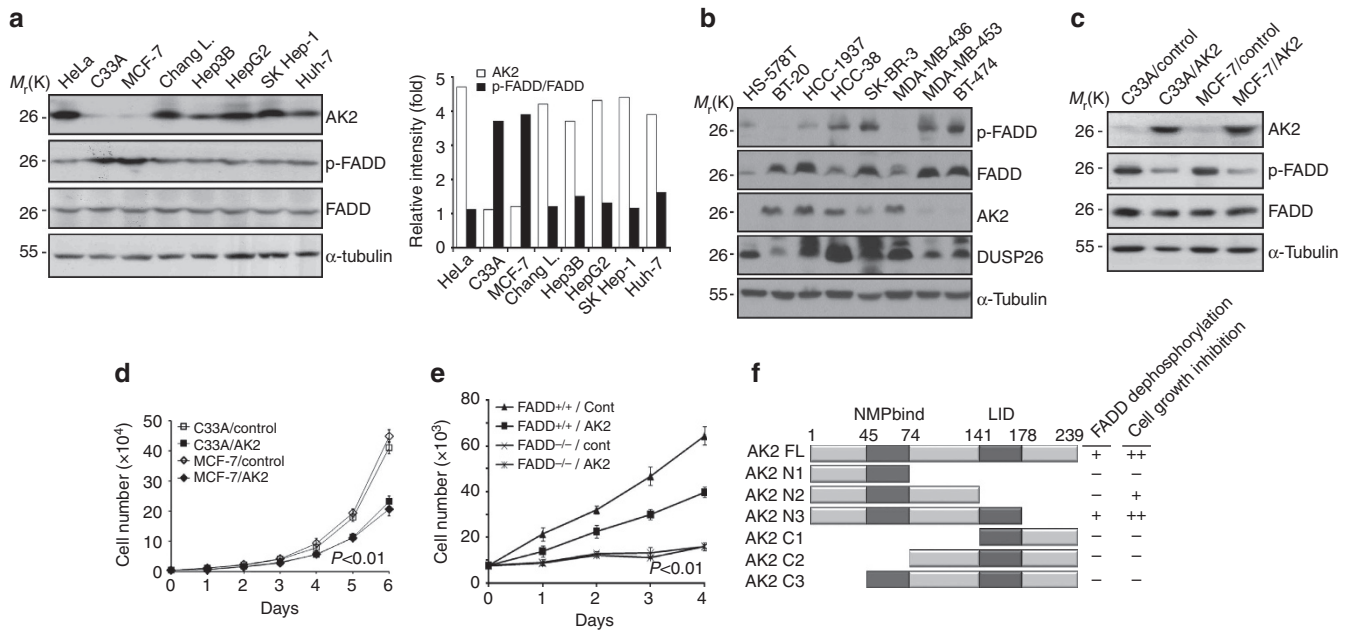 a
HeLa
C33A
MCF-7
Chang L.
Hep3B
HepG2
SK Hep-1
Huh-7
Mr(K)
26
AK2
26
p-FADD
26
FADD
55
α-tubulin
Relative intensity (fold)
5
4
3
2
1
0
AK2
p-FADD/FADD
HeLa
C33A
MCF-7
Chang L.
Hep3B
HepG2
SK Hep-1
Huh-7
b
HS-578T
BT-20
HCC-1937
HCC-38
SK-BR-3
MDA-MB-436
MDA-MB-453
BT-474
Mr(K)
26
p-FADD
26
FADD
26
AK2
26
DUSP26
55
α-Tubulin
c
C33A/control
C33A/AK2
MCF-7/control
MCF-7/AK2
Mr(K)
26
AK2
26
p-FADD
26
FADD
55
α-Tubulin
d
Cell number (×10⁴)
50
40
30
20
10
0
C33A/control
C33A/AK2
MCF-7/control
MCF-7/AK2
P<0.01
0 1 2 3 4 5 6
Days
e
Cell number (×10³)
80
60
40
20
0
FADD+/+ / Cont
FADD+/+ / AK2
FADD−/− / cont
FADD−/− / AK2
P<0.01
0 1 2 3 4
Days
f
FADD dephosphorylation
Cell growth inhibition
NMPbind LID
1 45 74 141 178 239
AK2 FL + ++
AK2 N1 − −
AK2 N2 − +
AK2 N3 + ++
AK2 C1 − −
AK2 C2 − −
AK2 C3 − −